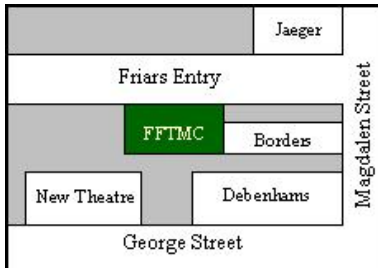 Jaeger
Friars Entry
Magdalen Street
FFTMC
Borders
New Theatre
Debenhams
George Street